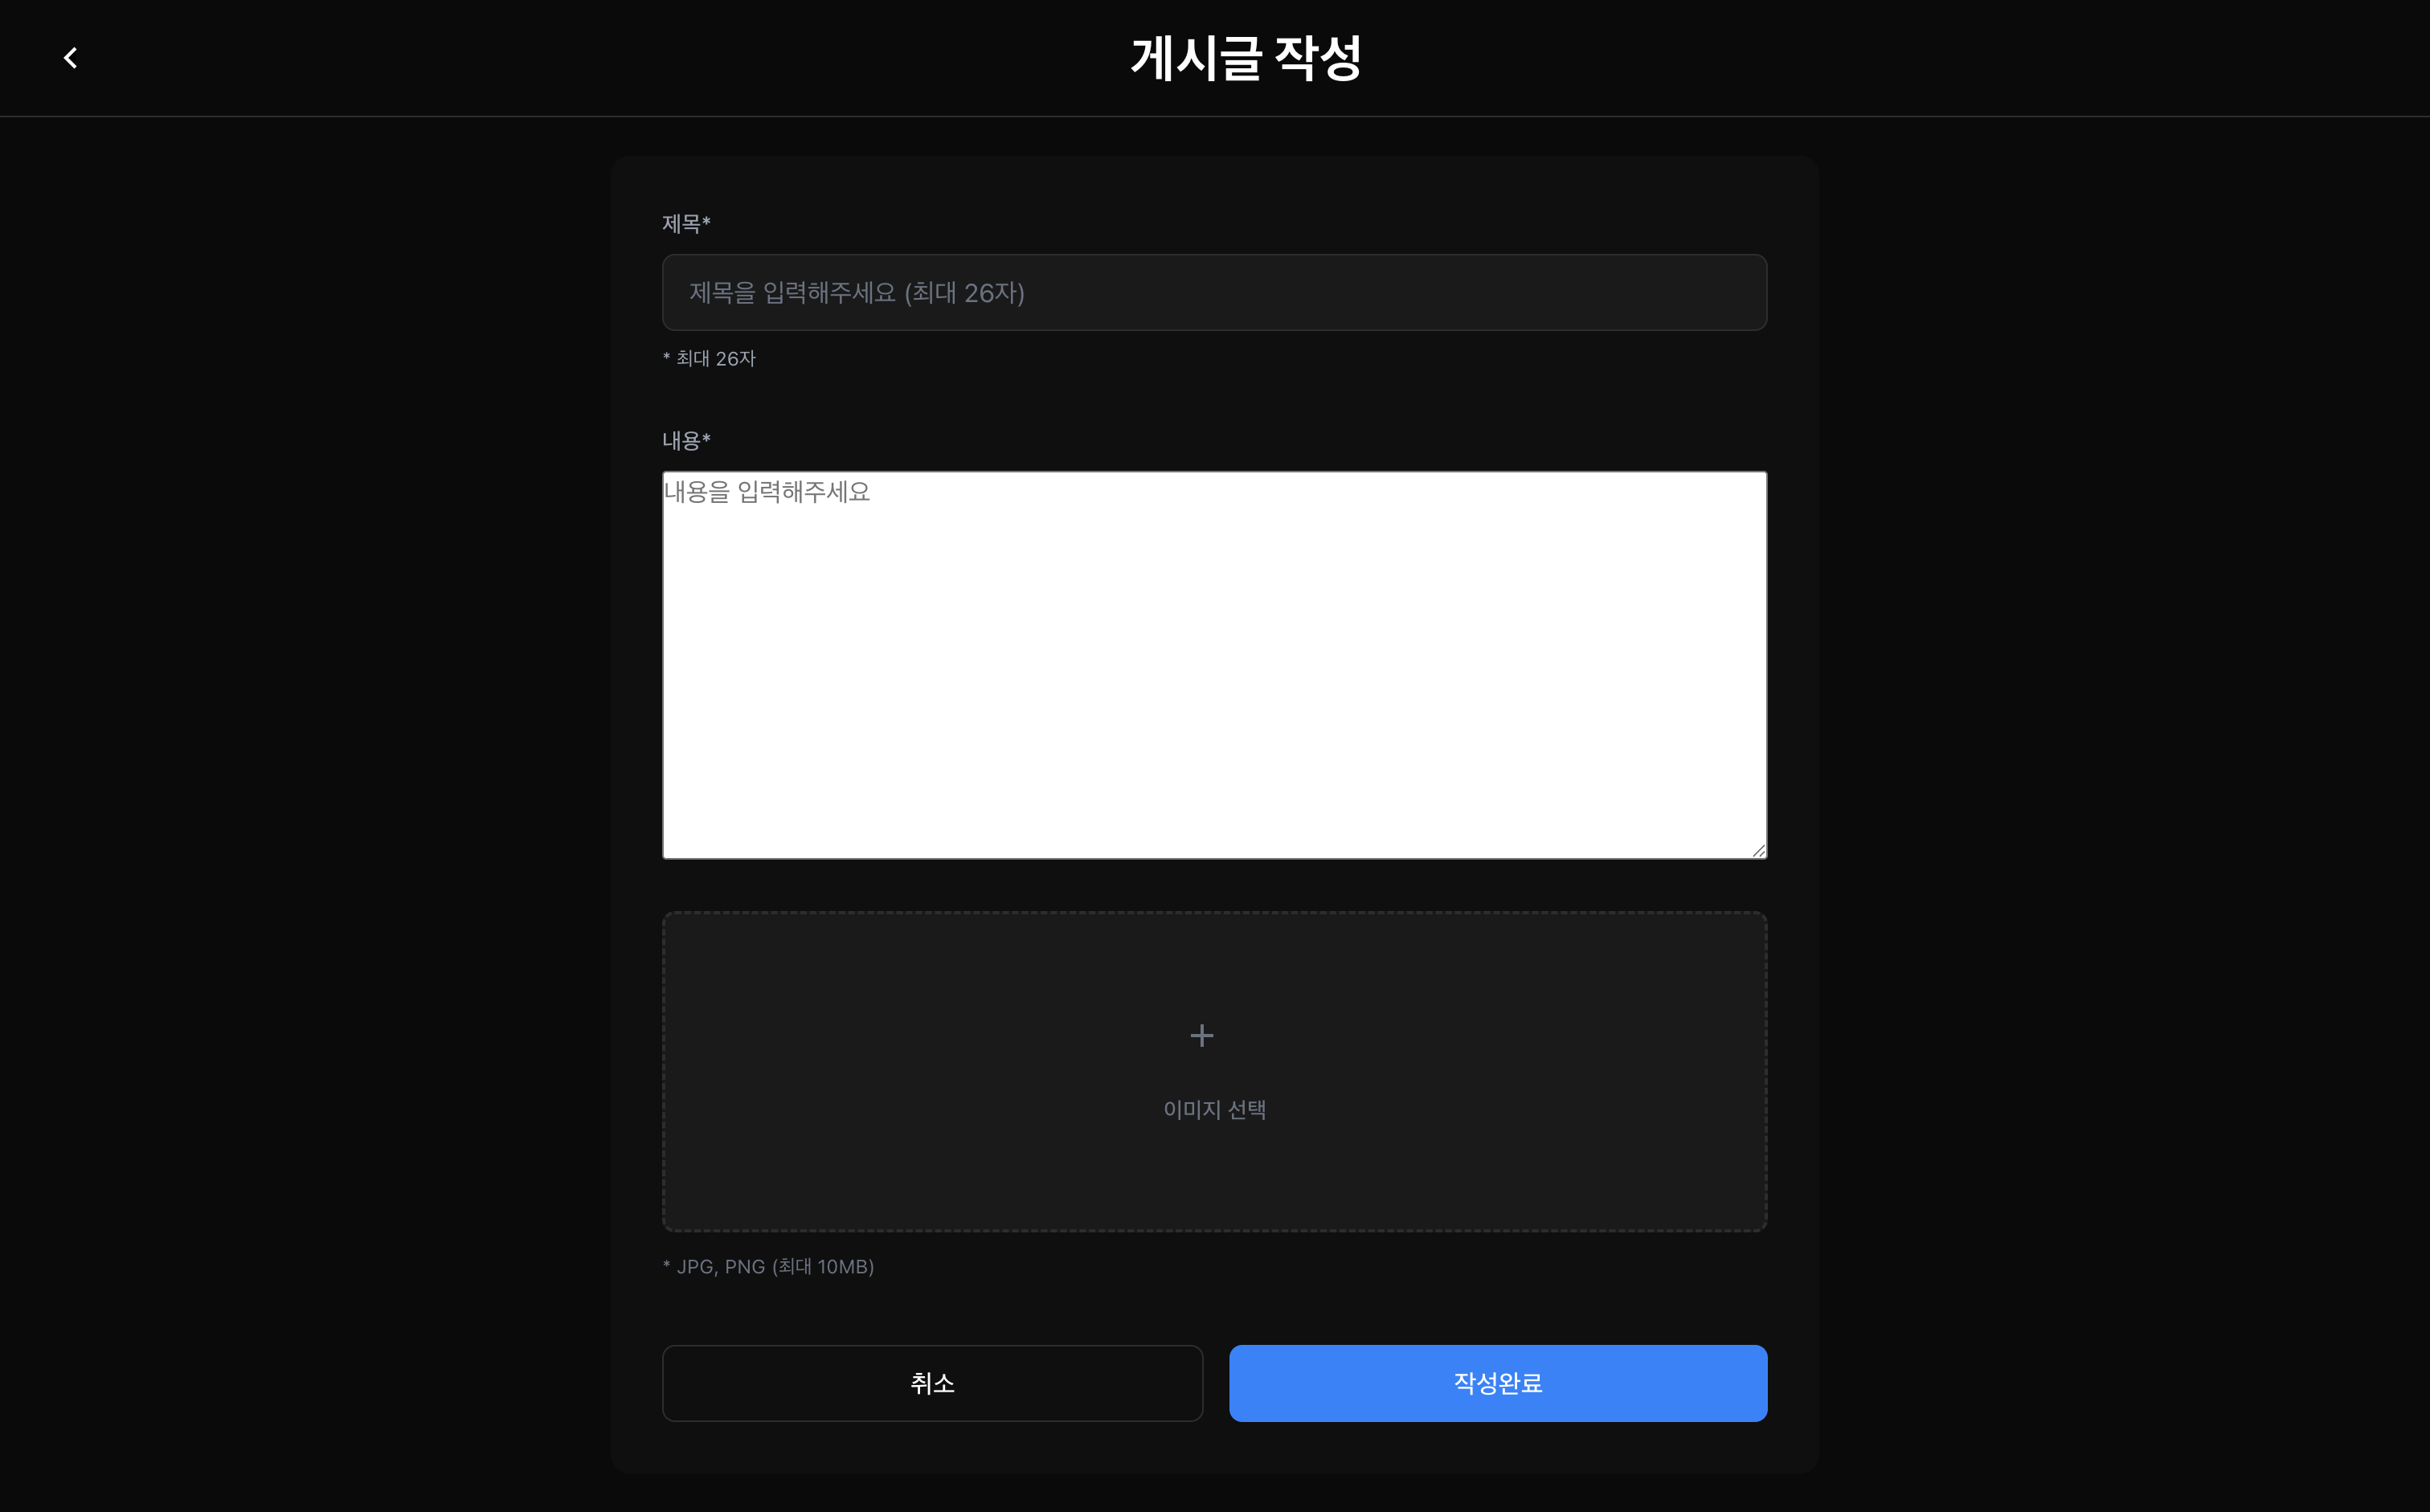 게시글 작성
제목*
제목을 입력해주세요 (최대 26자)
* 최대 26자
내용*
내용을 입력해주세요
+
이미지 선택
* JPG, PNG (최대 10MB)
취소
작성완료